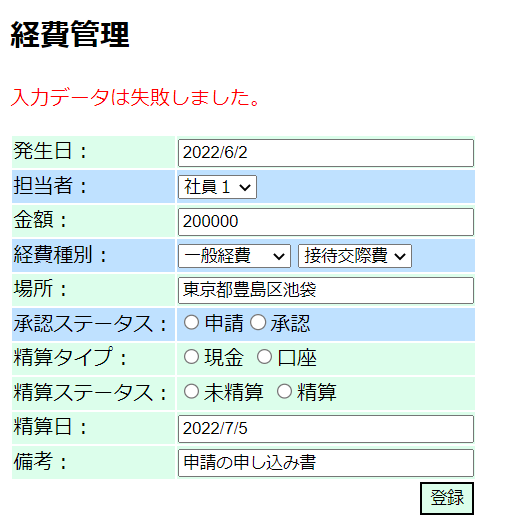 経費管理
入力データは失敗しました。
発生日： 2022/6/2
担当者： 社員１
金額： 200000
経費種別： 一般経費 接待交際費
場所： 東京都豊島区池袋
承認ステータス： 申請 承認
精算タイプ： 現金 口座
精算ステータス： 未精算 精算
精算日： 2022/7/5
備考： 申請の申し込み書
登録